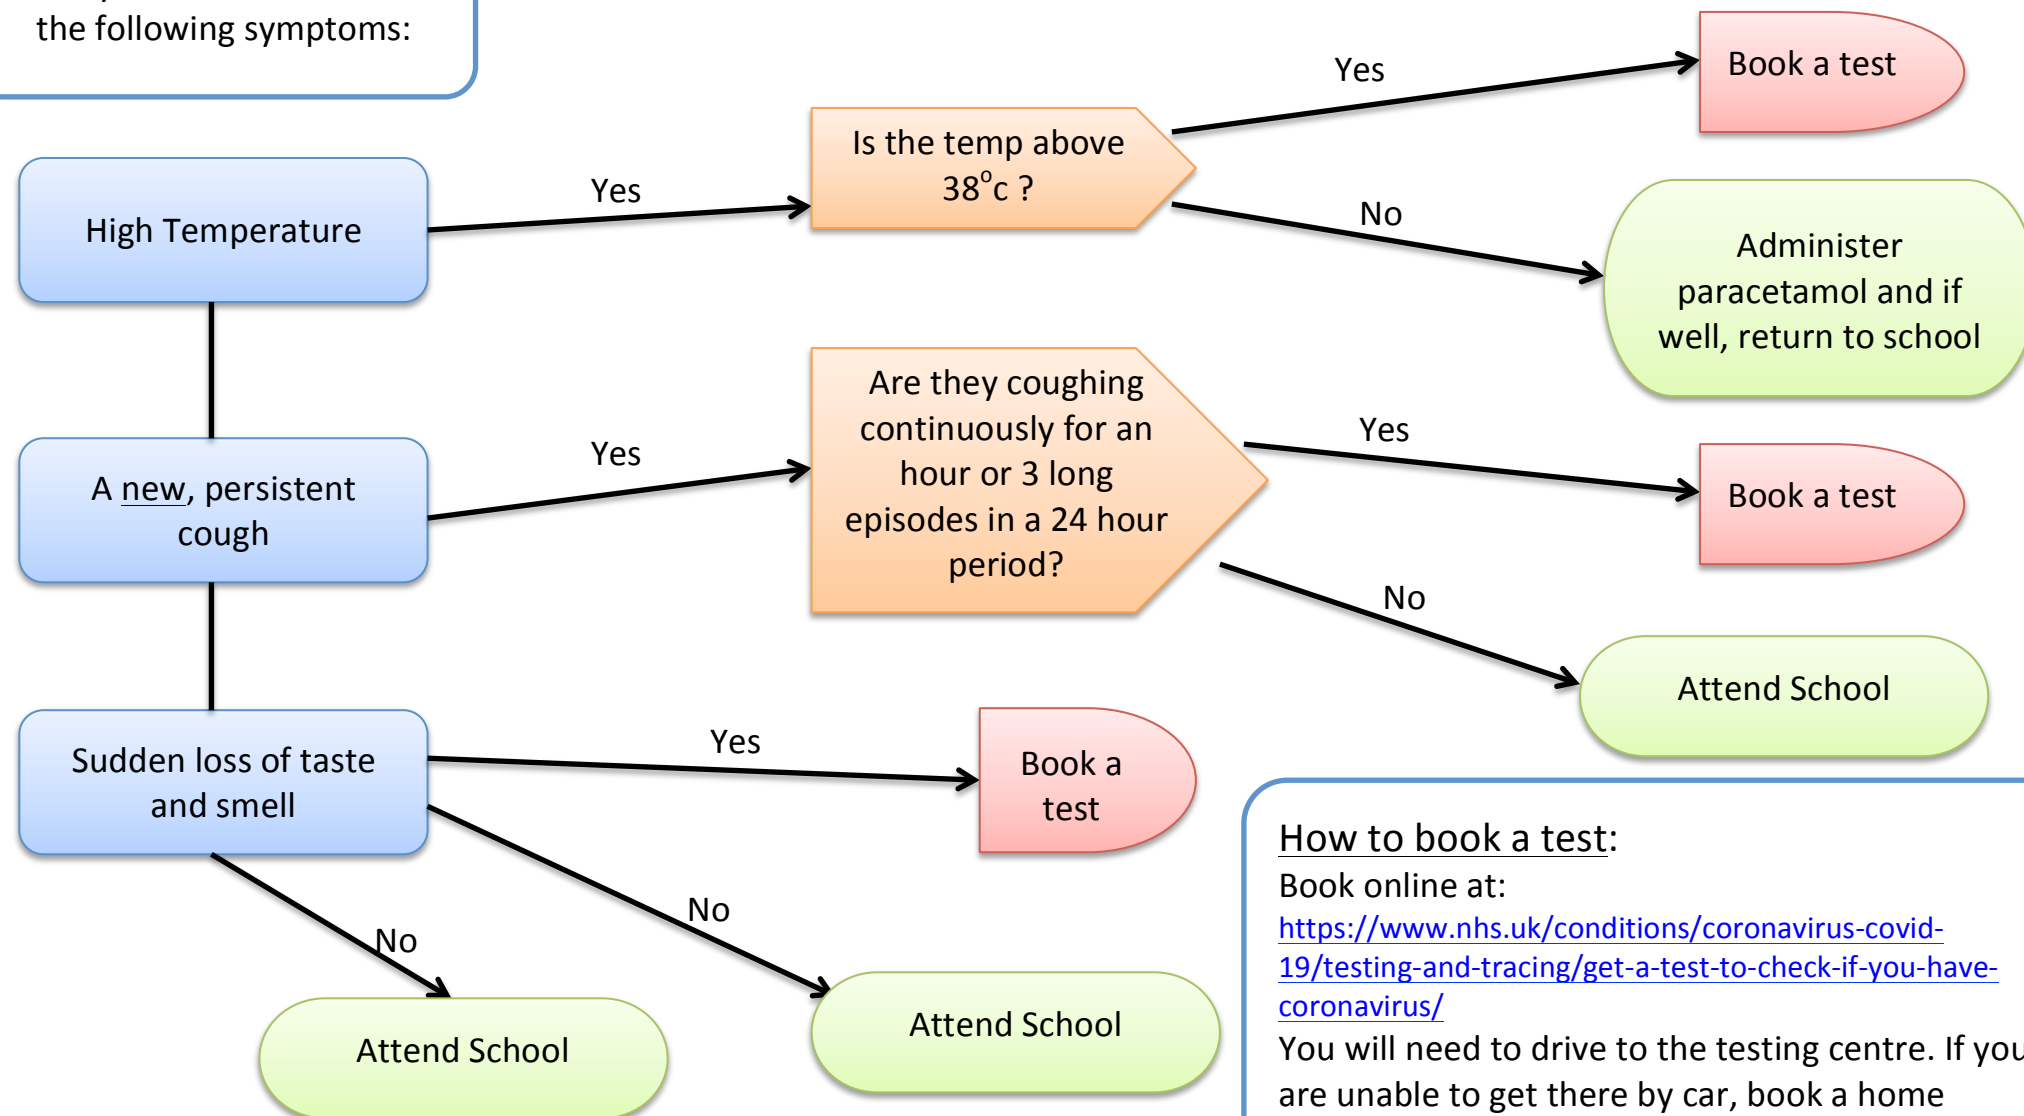 the following symptoms:
Yes
Book a test
Is the temp above
38°c ?
Yes
High Temperature
No
Administer
paracetamol and if
well, return to school
Are they coughing
continuously for an
hour or 3 long
episodes in a 24 hour
period?
Yes
Yes
A new, persistent
cough
Book a test
No
Attend School
Sudden loss of taste
and smell
Yes
Book a
test
No
No
Attend School
Attend School
How to book a test:
Book online at:
https://www.nhs.uk/conditions/coronavirus-covid-
19/testing-and-tracing/get-a-test-to-check-if-you-have-
coronavirus/
You will need to drive to the testing centre. If you
are unable to get there by car, book a home